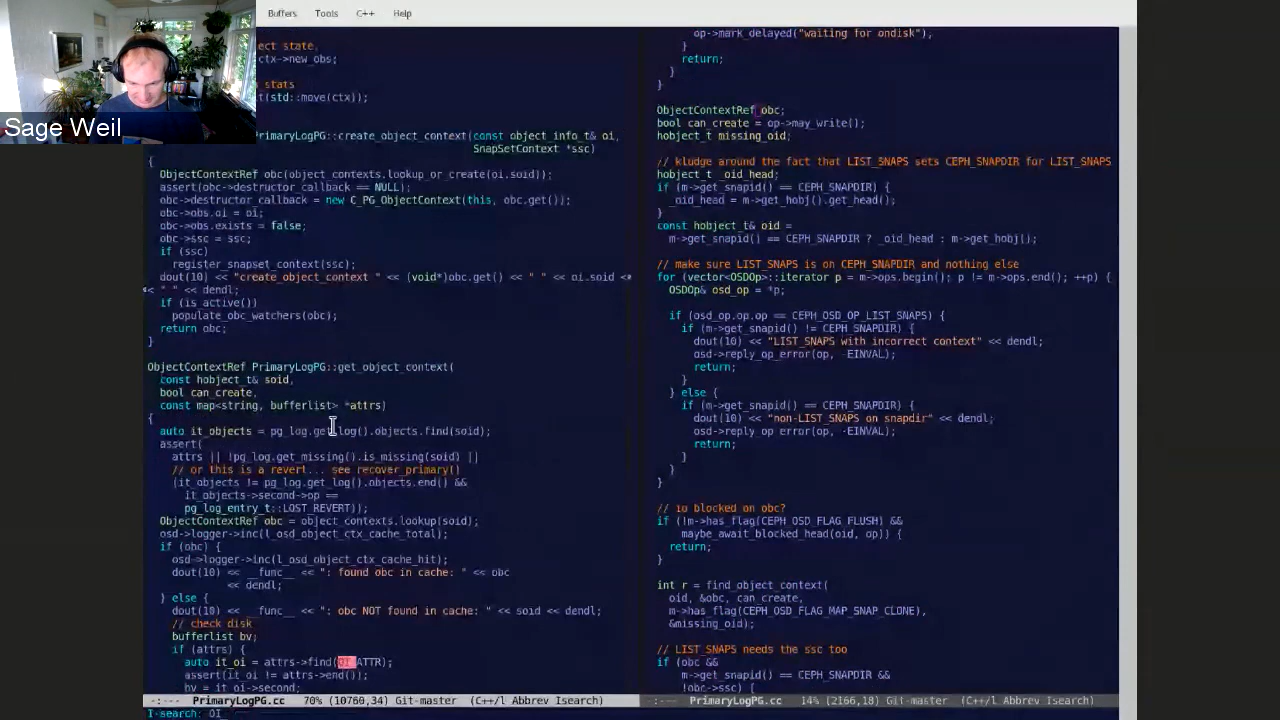 Buffers Tools C++ Help
Sage Weil
ect state.
ctx->new_obs;
stats
t(std::move(ctx));
PrimaryLogPG::create_object_context(const object_info_t& oi,
SnapSetContext *ssc)
{
ObjectContextRef obc(object_contexts.lookup_or_create(oi.soid));
assert(obc->destructor_callback == NULL);
obc->destructor_callback = new C_PG_ObjectContext(this, obc.get());
obc->obs.oi = oi;
obc->obs.exists = false;
obc->ssc = ssc;
if (ssc)
register_snapset_context(ssc);
dout(10) << "create_object_context " << (void*)obc.get() << " " << oi.soid <
< " " << dendl;
if (is_active())
populate_obc_watchers(obc);
return obc;
}
ObjectContextRef PrimaryLogPG::get_object_context(
const hobject_t& soid,
bool can_create,
const map<string, bufferlist> *attrs)
{
auto it_objects = pg_log.get_log().objects.find(soid);
assert(
attrs || !pg_log.get_missing().is_missing(soid) ||
// or this is a revert... see recover_primary()
(it_objects != pg_log.get_log().objects.end() &&
it_objects->second->op ==
pg_log_entry_t::LOST_REVERT));
ObjectContextRef obc = object_contexts.lookup(soid);
osd->logger->inc(l_osd_object_ctx_cache_total);
if (obc) {
osd->logger->inc(l_osd_object_ctx_cache_hit);
dout(10) << __func__ << ": found obc in cache: " << obc
<< dendl;
} else {
dout(10) << __func__ << ": obc NOT found in cache: " << soid << dendl;
// check disk
bufferlist bv;
if (attrs) {
auto it_oi = attrs->find(OI_ATTR);
assert(it_oi != attrs->end());
bv = it_oi->second;
-:--- PrimaryLogPG.cc 70% (10760,34) Git-master (C++/l Abbrev Isearch)
I-search: OI_
op->mark_delayed("waiting for ondisk");
}
return;
}
}
ObjectContextRef obc;
bool can_create = op->may_write();
hobject_t missing_oid;
// kludge around the fact that LIST_SNAPS sets CEPH_SNAPDIR for LIST_SNAPS
hobject_t _oid_head;
if (m->get_snapid() == CEPH_SNAPDIR) {
_oid_head = m->get_hobj().get_head();
}
const hobject_t& oid =
m->get_snapid() == CEPH_SNAPDIR ? _oid_head : m->get_hobj();
// make sure LIST_SNAPS is on CEPH_SNAPDIR and nothing else
for (vector<OSDOp>::iterator p = m->ops.begin(); p != m->ops.end(); ++p) {
OSDOp& osd_op = *p;
if (osd_op.op.op == CEPH_OSD_OP_LIST_SNAPS) {
if (m->get_snapid() != CEPH_SNAPDIR) {
dout(10) << "LIST_SNAPS with incorrect context" << dendl;
osd->reply_op_error(op, -EINVAL);
return;
}
} else {
if (m->get_snapid() == CEPH_SNAPDIR) {
dout(10) << "non-LIST_SNAPS on snapdir" << dendl;
osd->reply_op_error(op, -EINVAL);
return;
}
}
}
// io blocked on obc?
if (!m->has_flag(CEPH_OSD_FLAG_FLUSH) &&
maybe_await_blocked_head(oid, op)) {
return;
}
int r = find_object_context(
oid, &obc, can_create,
m->has_flag(CEPH_OSD_FLAG_MAP_SNAP_CLONE),
&missing_oid);
// LIST_SNAPS needs the ssc too
if (obc &&
m->get_snapid() == CEPH_SNAPDIR &&
!obc->ssc) {
-:--- PrimaryLogPG.cc 14% (2166,18) Git-master (C++/l Abbrev Isearch)